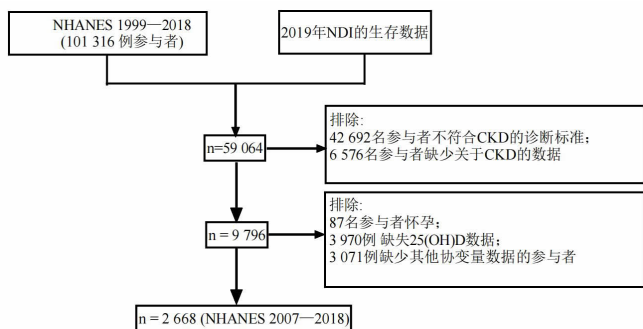 NHANES 1999—2018
(101 316 例参与者)
2019年NDI的生存数据
n=59 064
排除:
42 692名参与者不符合CKD的诊断标准；
6 576名参与者缺少关于CKD的数据
n = 9 796
排除:
87名参与者怀孕；
3 970例 缺失25(OH)D数据；
3 071例缺少其他协变量数据的参与者
n = 2 668 (NHANES 2007—2018)